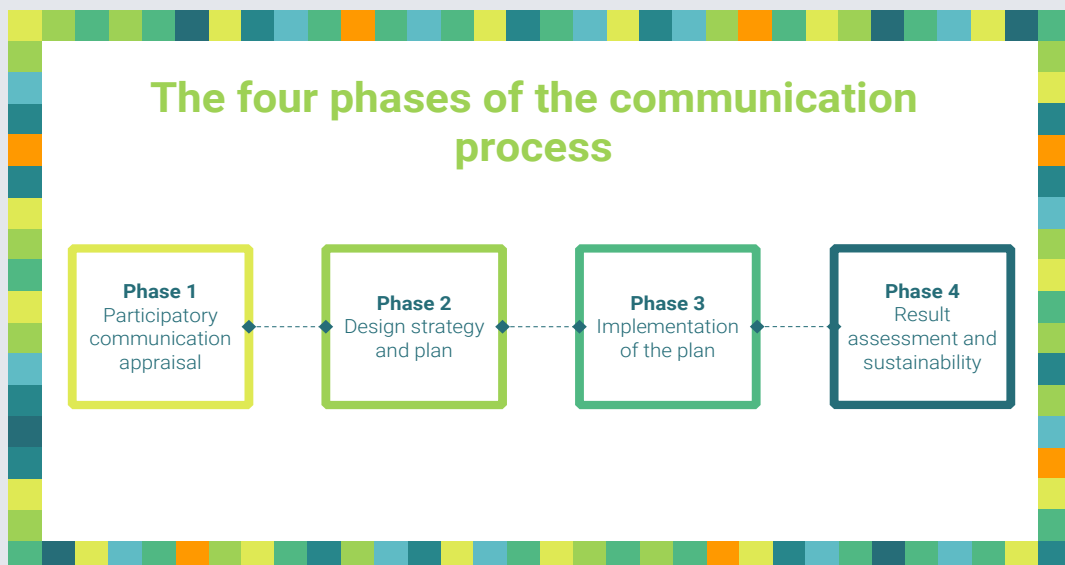 The four phases of the communication
process
Phase 1
Participatory
communication
appraisal
Phase 2
Design strategy
and plan
Phase 3
Implementation
of the plan
Phase 4
Result
assessment and
sustainability